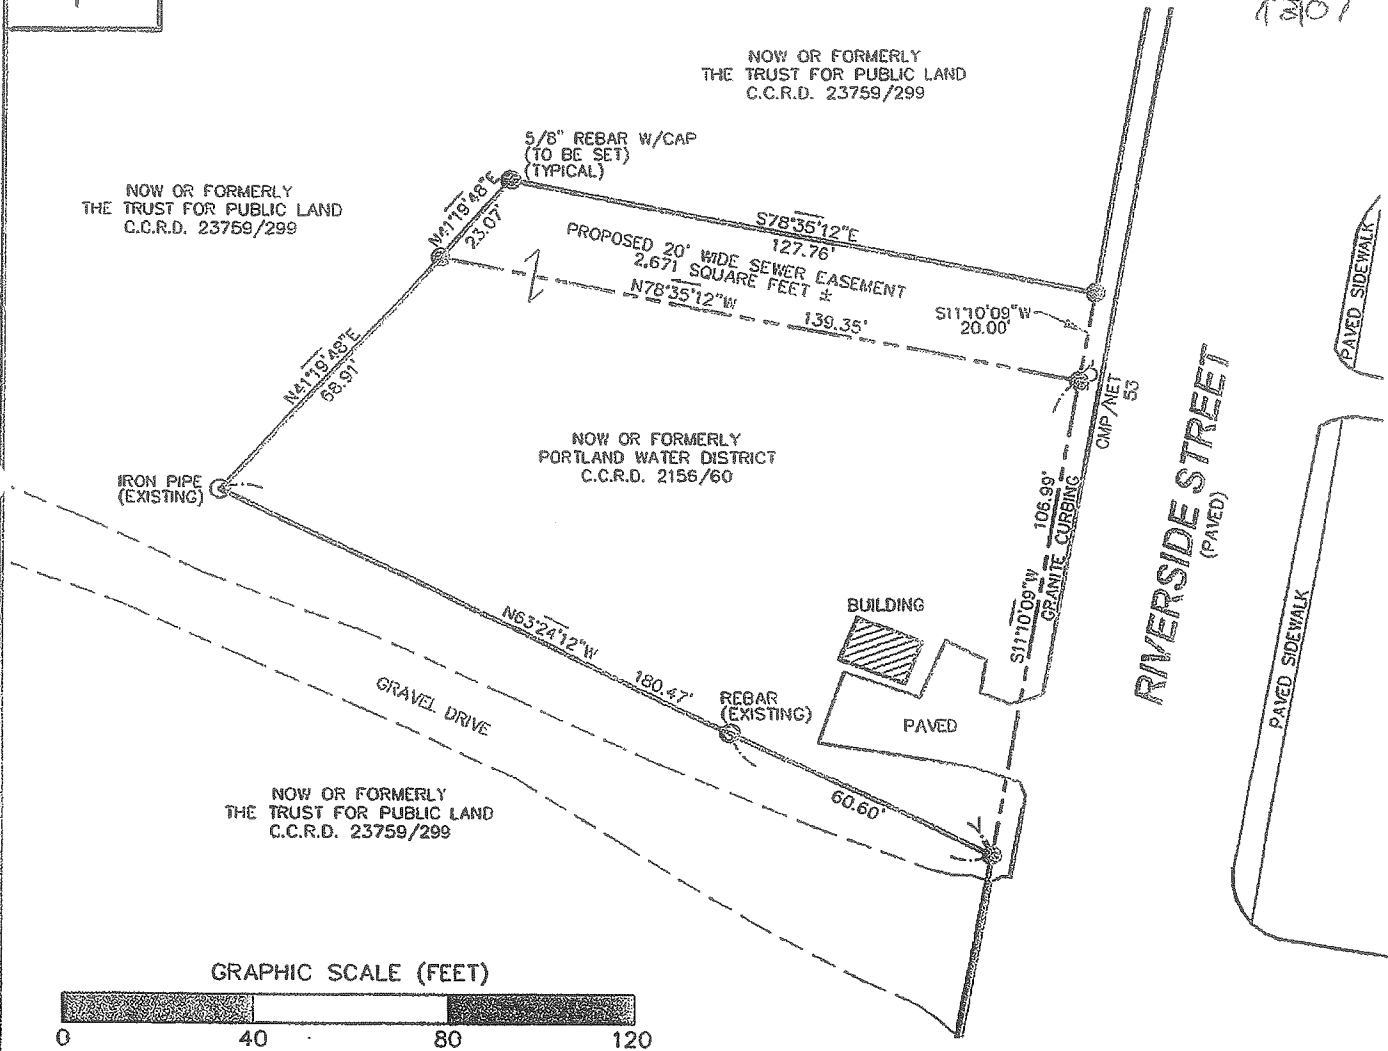 NOW OR FORMERLY
THE TRUST FOR PUBLIC LAND
C.C.R.D. 23759/299
5/8" REBAR W/CAP
(TO BE SET)
(TYPICAL)
NOW OR FORMERLY
THE TRUST FOR PUBLIC LAND
C.C.R.D. 23759/299
N41°19'48"E
23.07'
S78°35'12"E
127.76'
PROPOSED 20' WIDE SEWER EASEMENT
2,671 SQUARE FEET ±
N78°35'12"W
139.35'
S11°10'09"W
20.00'
PAVED SIDEWALK
N41°19'48"E
68.91'
CMP/NET
53
NOW OR FORMERLY
PORTLAND WATER DISTRICT
C.C.R.D. 2156/60
IRON PIPE
(EXISTING)
106.99'
S11°10'09"W
GRANITE CURBING
RIVERSIDE STREET
(PAVED)
BUILDING
N63°24'12"W
180.47'
REBAR
(EXISTING)
PAVED
PAVED SIDEWALK
GRAVEL DRIVE
60.60'
NOW OR FORMERLY
THE TRUST FOR PUBLIC LAND
C.C.R.D. 23759/299
GRAPHIC SCALE (FEET)
0 40 80 120